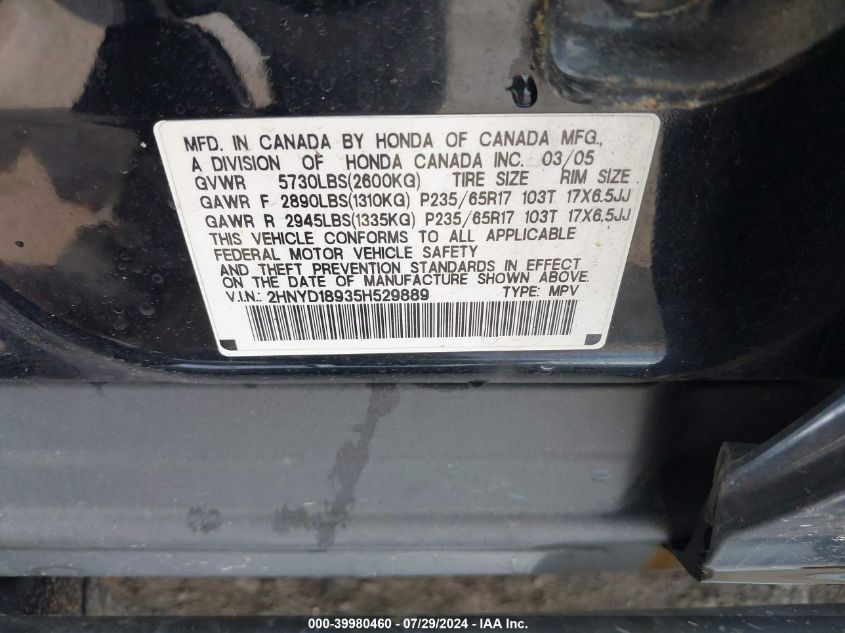 MFD. IN CANADA BY HONDA OF CANADA MFG.,
A DIVISION OF HONDA CANADA INC. 03/05
GVWR 5730LBS(2600KG) TIRE SIZE RIM SIZE
GAWR F 2890LBS(1310KG) P235/65R17 103T 17X6.5JJ
GAWR R 2945LBS(1335KG) P235/65R17 103T 17X6.5JJ
THIS VEHICLE CONFORMS TO ALL APPLICABLE
FEDERAL MOTOR VEHICLE SAFETY
AND THEFT PREVENTION STANDARDS IN EFFECT
ON THE DATE OF MANUFACTURE SHOWN ABOVE.
V.I.N.: 2HNYD18935H529889 TYPE: MPV
000-39980460 - 07/29/2024 - IAA Inc.